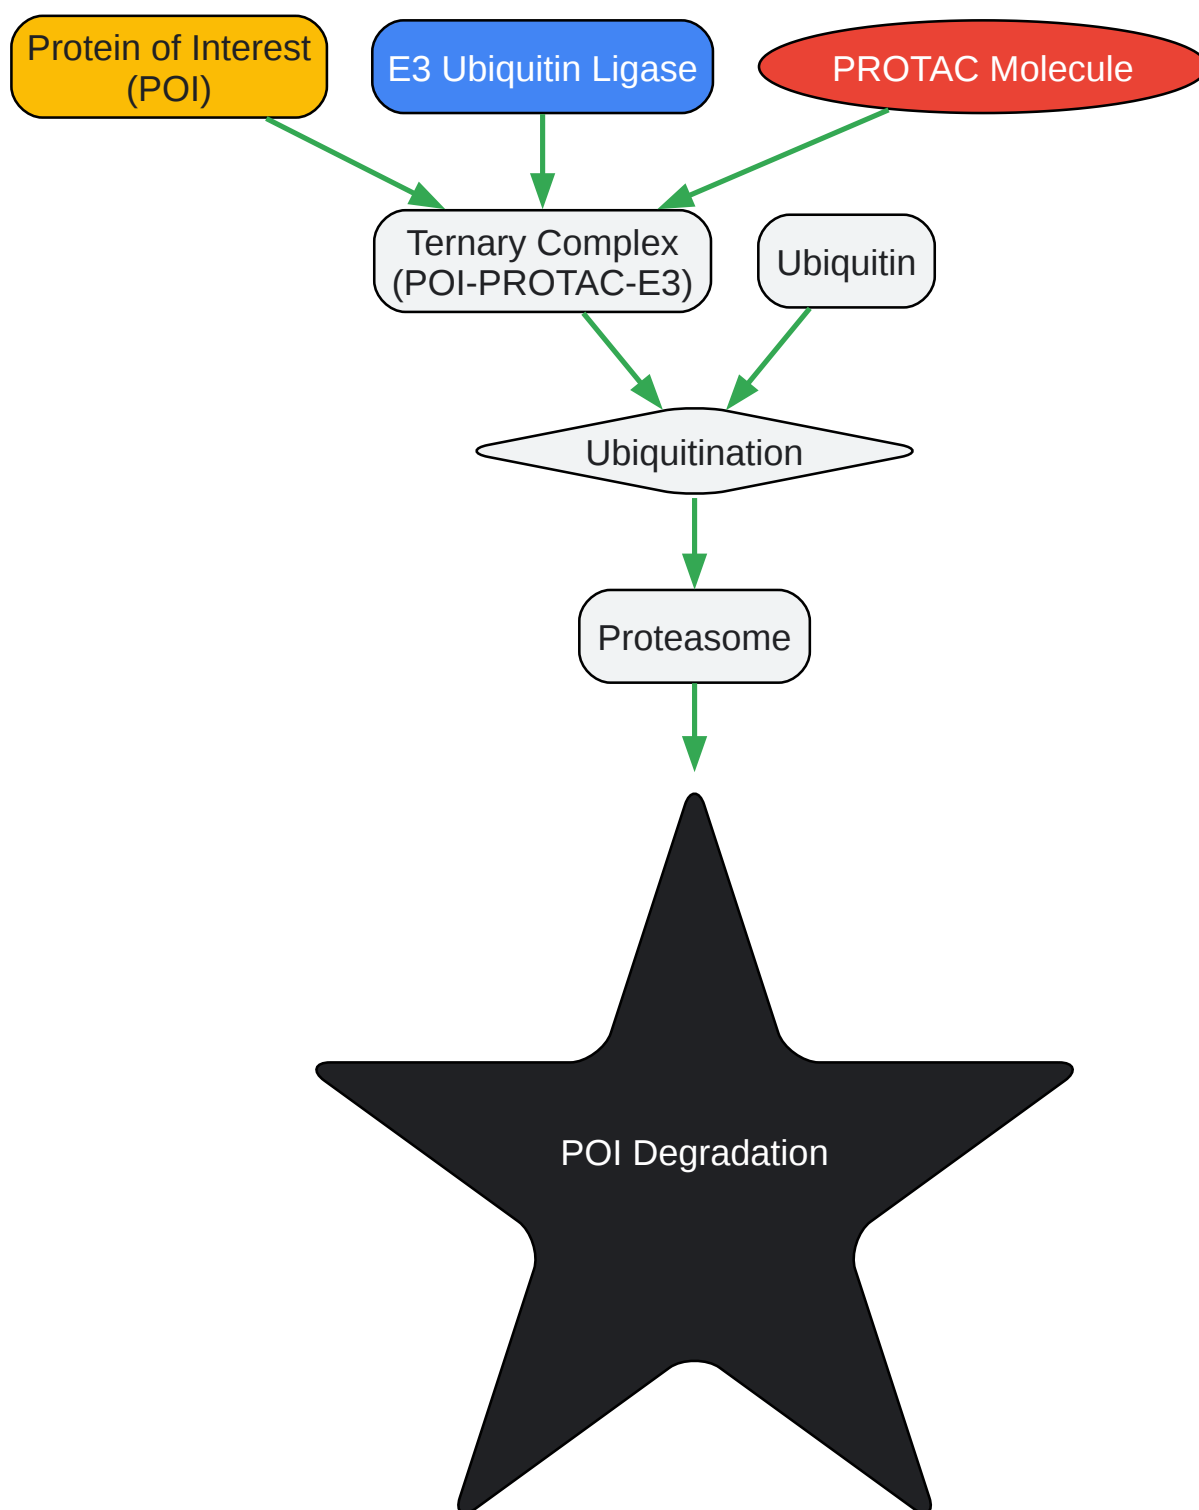 Protein of Interest
(POI)
E3 Ubiquitin Ligase
PROTAC Molecule
Ternary Complex
(POI-PROTAC-E3)
Ubiquitin
Ubiquitination
Proteasome
POI Degradation